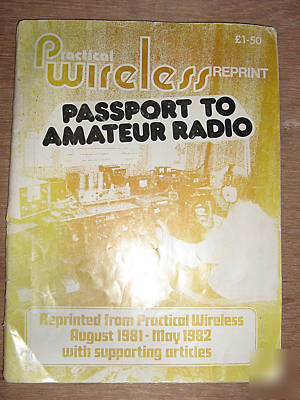 Practical
wireless REPRINT
£1-50
PASSPORT TO
AMATEUR RADIO
Reprinted from Practical Wireless
August 1981-May 1982
with supporting articles